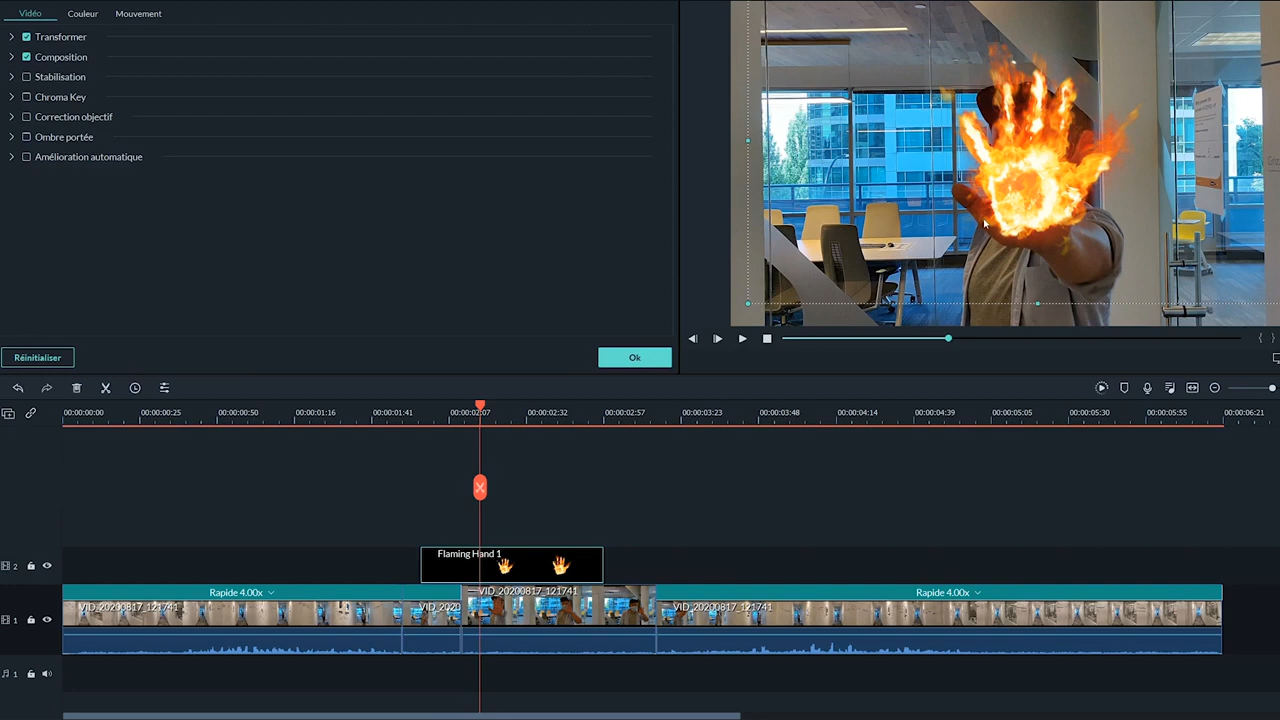 Vidéo Couleur Mouvement
Transformer
Composition
Stabilisation
Chroma Key
Correction objectif
Ombre portée
Amélioration automatique
Réinitialiser Ok
00:00:00:00 00:00:00:25 00:00:00:50 00:00:01:16 00:00:01:41 00:00:02:07 00:00:02:32 00:00:02:57 00:00:03:23 00:00:03:48 00:00:04:14 00:00:04:39 00:00:05:05 00:00:05:30 00:00:05:55 00:00:06:21
2 Flaming Hand 1
Rapide 4.00x VID_20200817_121741 Rapide 4.00x
1 VID_20200817_121741 VID_2020 VID_20200817_121741
1